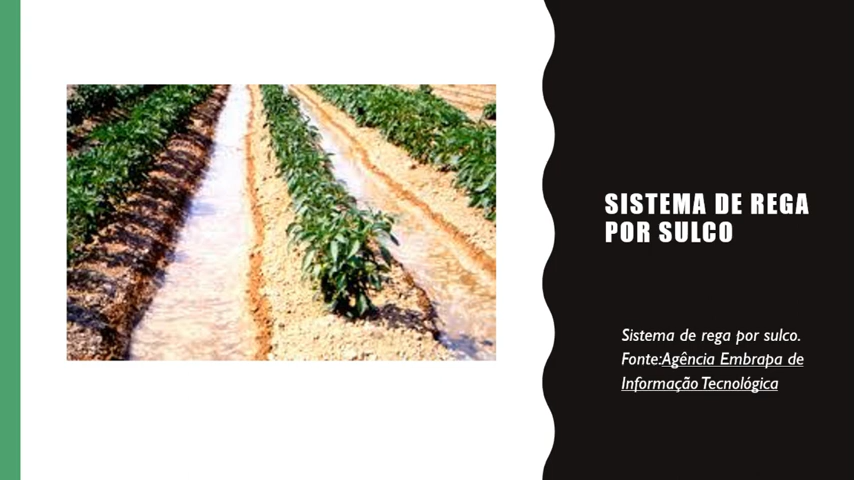 SISTEMA DE REGA
POR SULCO
Sistema de rega por sulco.
Fonte:Agência Embrapa de
Informação Tecnológica